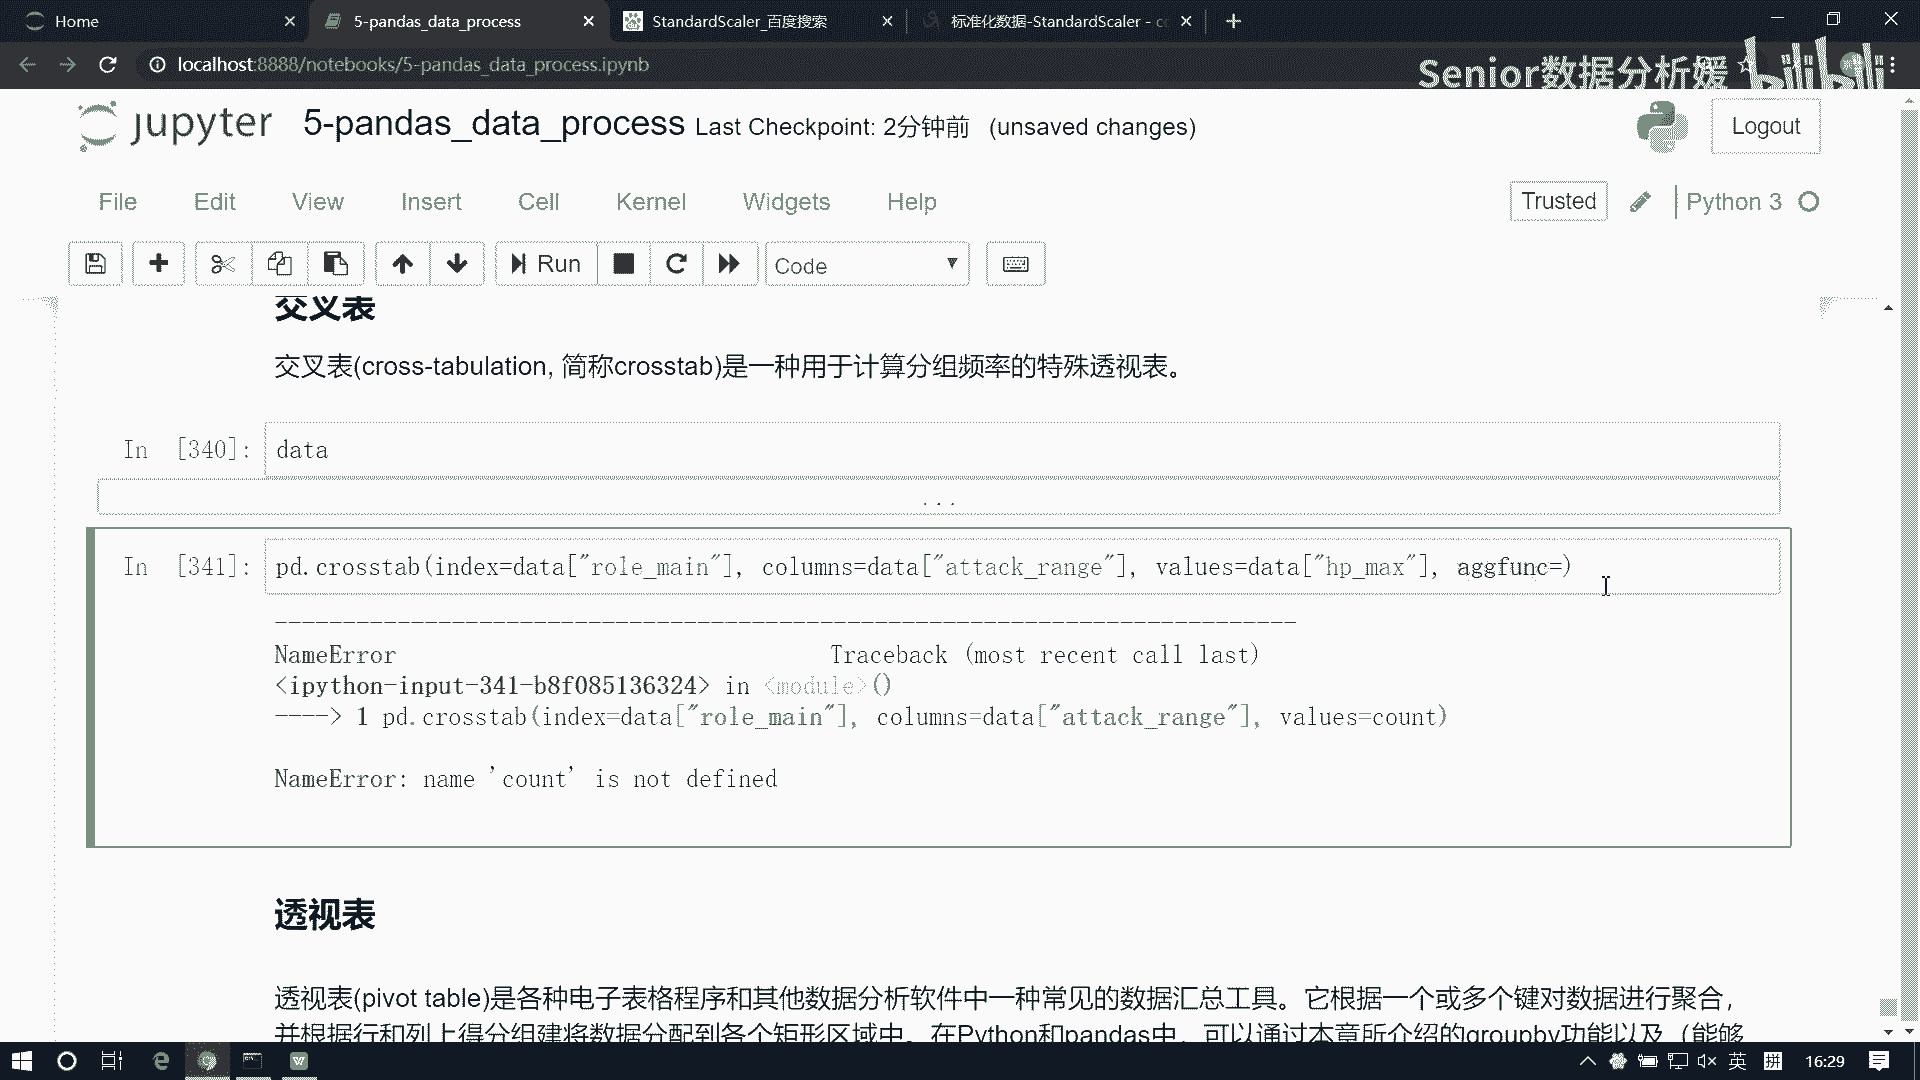 Home
5-pandas_data_process
StandardScaler_百度搜索
标准化数据-StandardScaler - c
localhost:8888/notebooks/5-pandas_data_process.ipynb
Senior数据分析媛
bilibili
jupyter 5-pandas_data_process Last Checkpoint: 2分钟前 (unsaved changes)
Logout
File Edit View Insert Cell Kernel Widgets Help
Trusted
Python 3
Run
Code
交叉表
交叉表(cross-tabulation, 简称crosstab)是一种用于计算分组频率的特殊透视表。
In [340]: data
...
In [341]: pd.crosstab(index=data["role_main"], columns=data["attack_range"], values=data["hp_max"], aggfunc=)
---------------------------------------------------------------------------
NameError Traceback (most recent call last)
<ipython-input-341-b8f085136324> in <module>()
----> 1 pd.crosstab(index=data["role_main"], columns=data["attack_range"], values=count)
NameError: name 'count' is not defined
透视表
透视表(pivot table)是各种电子表格程序和其他数据分析软件中一种常见的数据汇总工具。它根据一个或多个键对数据进行聚合，
并根据行和列上得分组建将数据分配到各个矩形区域中。在Python和pandas中，可以通过本章所介绍的groupby功能以及（能够
英
拼
16:29